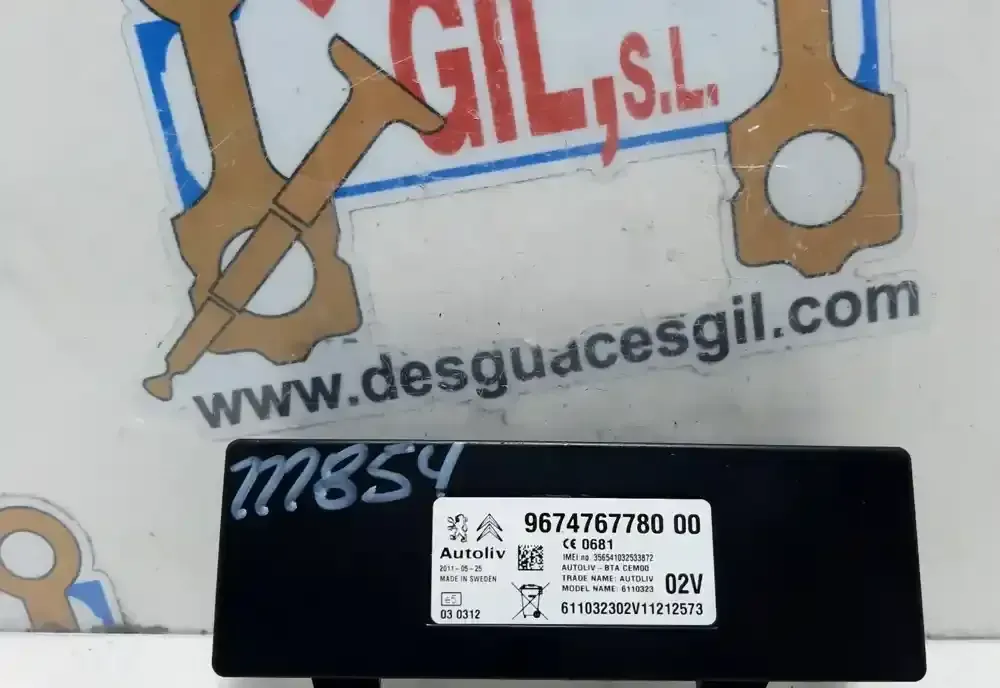 GIL, S.L.
www.desguacesgil.com
M854
9674767780 00
CE 0681
Autoliv
IMEI no. 356541032533872
2011-05-25
AUTOLIV - BTA CEM00
MADE IN SWEDEN
TRADE NAME: AUTOLIV
MODEL NAME: 6110323
02V
e5
03 0312
611032302V11212573